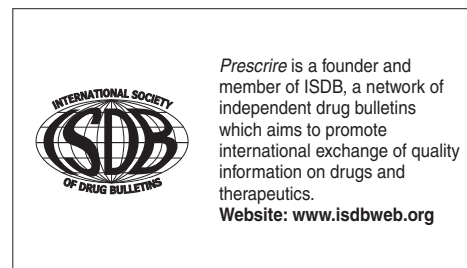 INTERNATIONAL SOCIETY
ISDB
OF DRUG BULLETINS
Prescrire is a founder and
member of ISDB, a network of
independent drug bulletins
which aims to promote
international exchange of quality
information on drugs and
therapeutics.
Website: www.isdbweb.org